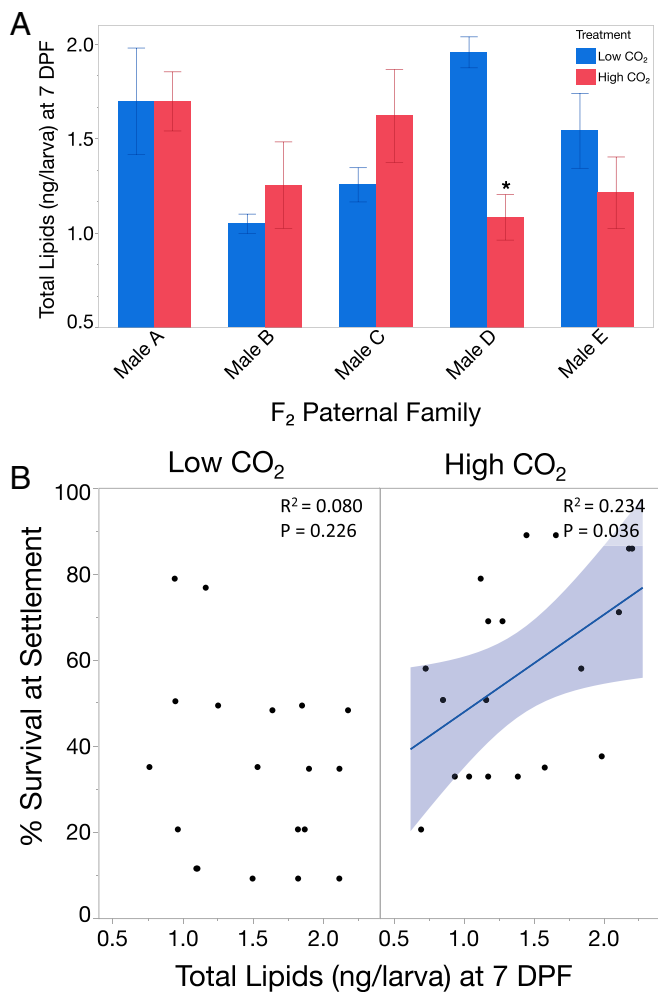 A
Total Lipids (ng/larva) at 7 DPF
2.0
1.5
1.0
0.5
Treatment
Low CO₂
High CO₂
*
Male A
Male B
Male C
Male D
Male E
F₂ Paternal Family
B
Low CO₂
High CO₂
% Survival at Settlement
100
80
60
40
20
0
R² = 0.080
P = 0.226
R² = 0.234
P = 0.036
0.5 1.0 1.5 2.0 0.5 1.0 1.5 2.0
Total Lipids (ng/larva) at 7 DPF